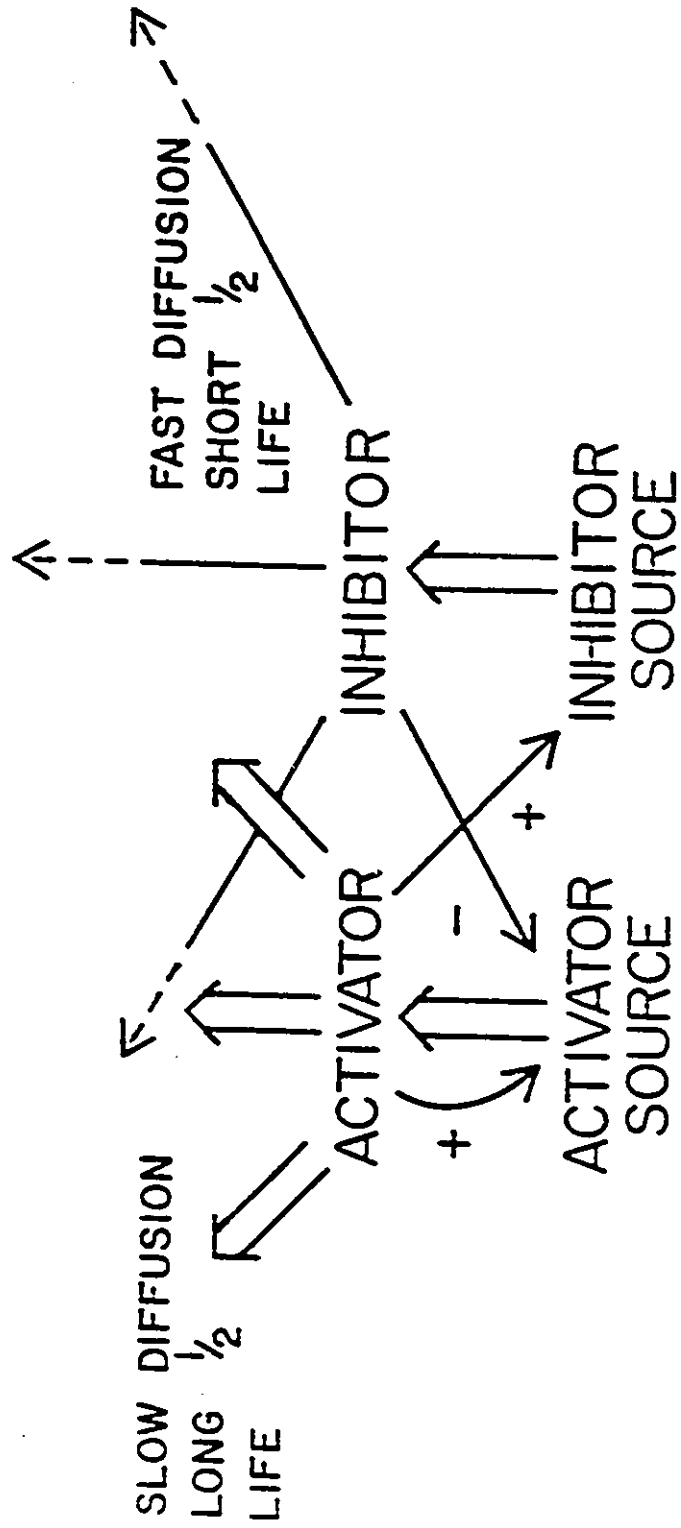 SLOW DIFFUSION
LONG 1/2
LIFE
FAST DIFFUSION
SHORT 1/2
LIFE
ACTIVATOR
INHIBITOR
+
-
+
ACTIVATOR
SOURCE
INHIBITOR
SOURCE